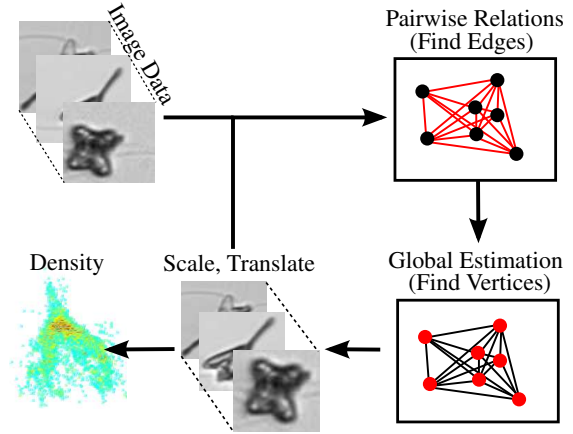 Image Data
Pairwise Relations
(Find Edges)
Density
Scale, Translate
Global Estimation
(Find Vertices)